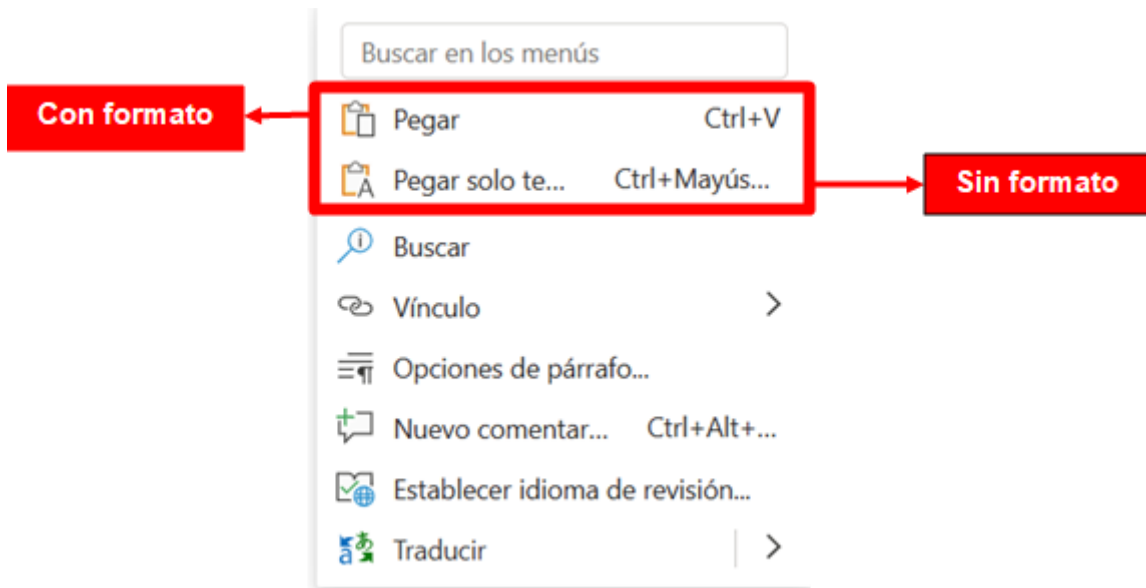 Buscar en los menús
Con formato
Pegar Ctrl+V
Pegar solo te... Ctrl+Mayús...
Sin formato
Buscar
Vínculo
Opciones de párrafo...
Nuevo comentar... Ctrl+Alt+...
Establecer idioma de revisión...
Traducir